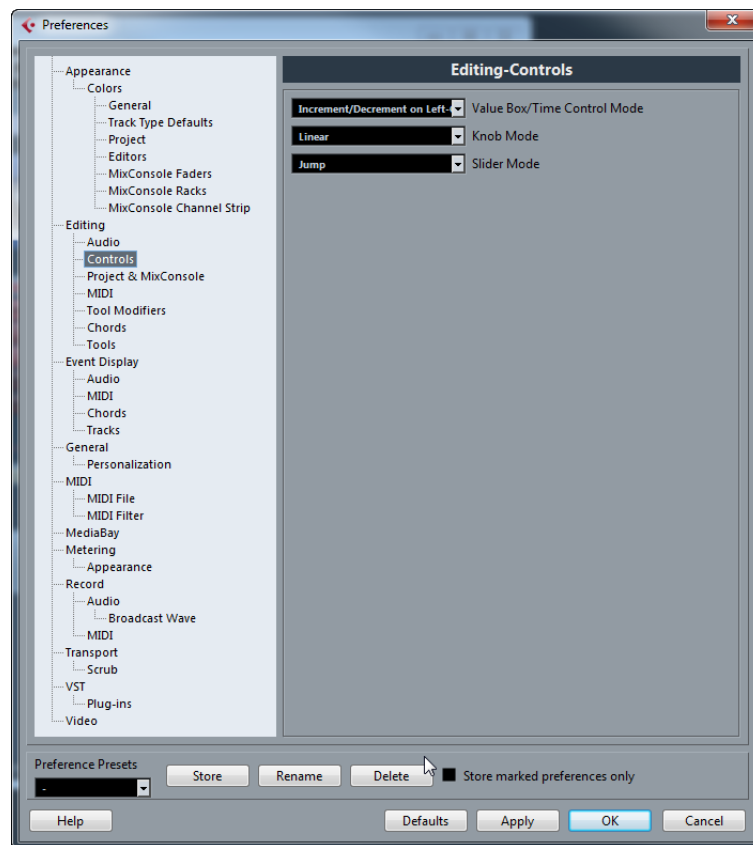 Preferences
Appearance
Colors
General
Track Type Defaults
Project
Editors
MixConsole Faders
MixConsole Racks
MixConsole Channel Strip
Editing
Audio
Controls
Project & MixConsole
MIDI
Tool Modifiers
Chords
Tools
Event Display
Audio
MIDI
Chords
Tracks
General
Personalization
MIDI
MIDI File
MIDI Filter
MediaBay
Metering
Appearance
Record
Audio
Broadcast Wave
MIDI
Transport
Scrub
VST
Plug-ins
Video
Editing-Controls
Increment/Decrement on Left- Value Box/Time Control Mode
Linear Knob Mode
Jump Slider Mode
Preference Presets
- Store Rename Delete Store marked preferences only
Help Defaults Apply OK Cancel